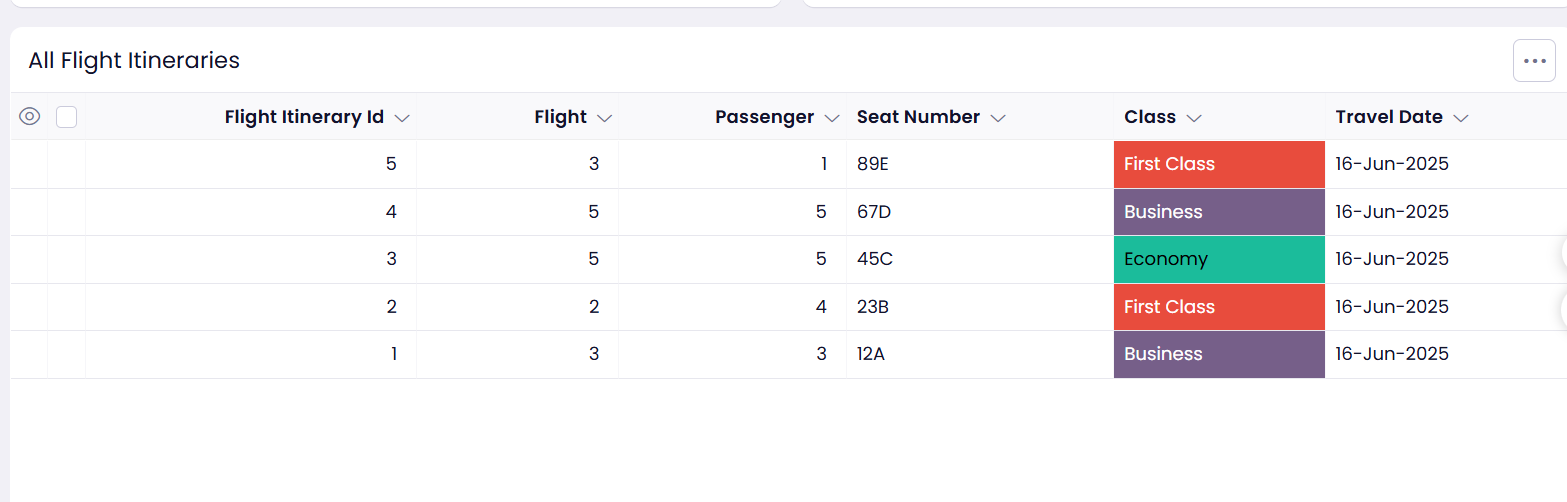 All Flight Itineraries
Flight Itinerary Id Flight Passenger Seat Number Class Travel Date
5 3 1 89E First Class 16-Jun-2025
4 5 5 67D Business 16-Jun-2025
3 5 5 45C Economy 16-Jun-2025
2 2 4 23B First Class 16-Jun-2025
1 3 3 12A Business 16-Jun-2025